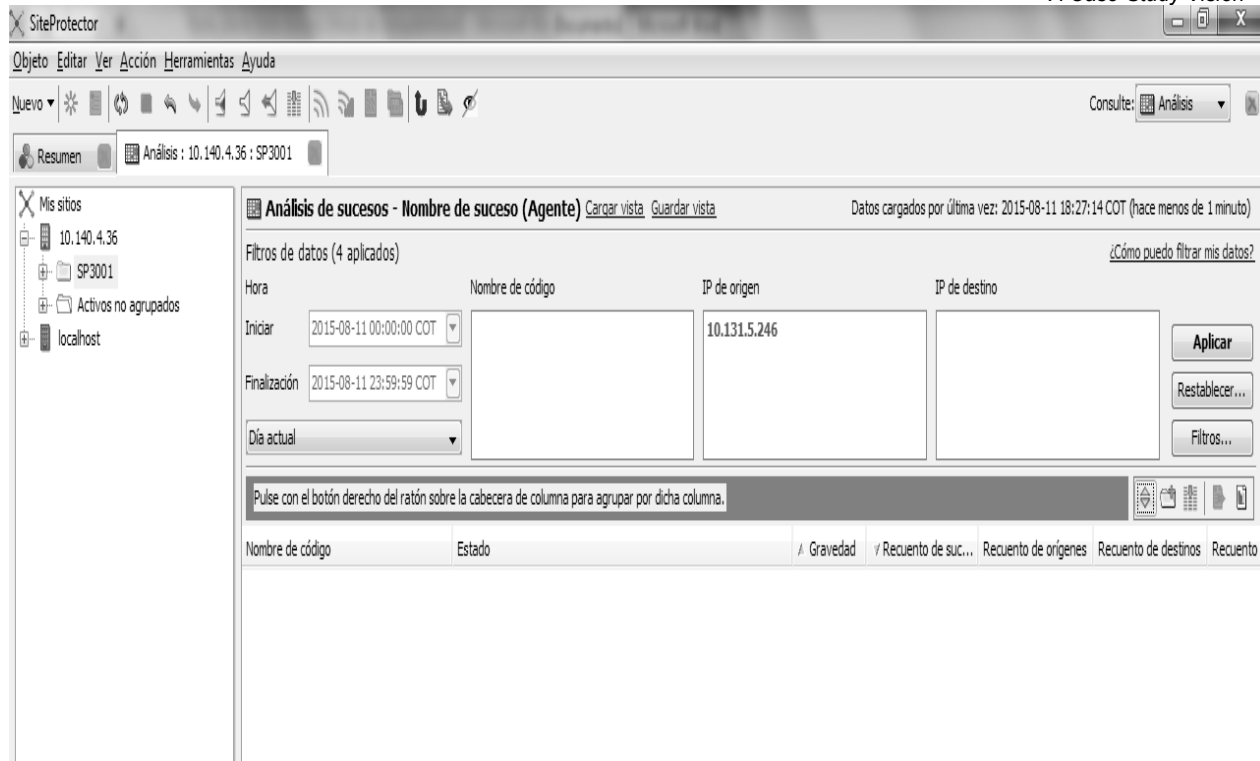 SiteProtector
Objeto Editar Ver Acción Herramientas Ayuda
Nuevo
Consulte: Análisis
Resumen
Análisis : 10.140.4.36 : SP3001
Mis sitios
10.140.4.36
SP3001
Activos no agrupados
localhost
Análisis de sucesos - Nombre de suceso (Agente) Cargar vista Guardar vista
Datos cargados por última vez: 2015-08-11 18:27:14 COT (hace menos de 1 minuto)
Filtros de datos (4 aplicados)
¿Cómo puedo filtrar mis datos?
Hora
Nombre de código
IP de origen
IP de destino
Iniciar 2015-08-11 00:00:00 COT
10.131.5.246
Aplicar
Finalización 2015-08-11 23:59:59 COT
Restablecer...
Día actual
Filtros...
Pulse con el botón derecho del ratón sobre la cabecera de columna para agrupar por dicha columna.
Nombre de código Estado Gravedad Recuento de suc... Recuento de orígenes Recuento de destinos Recuento